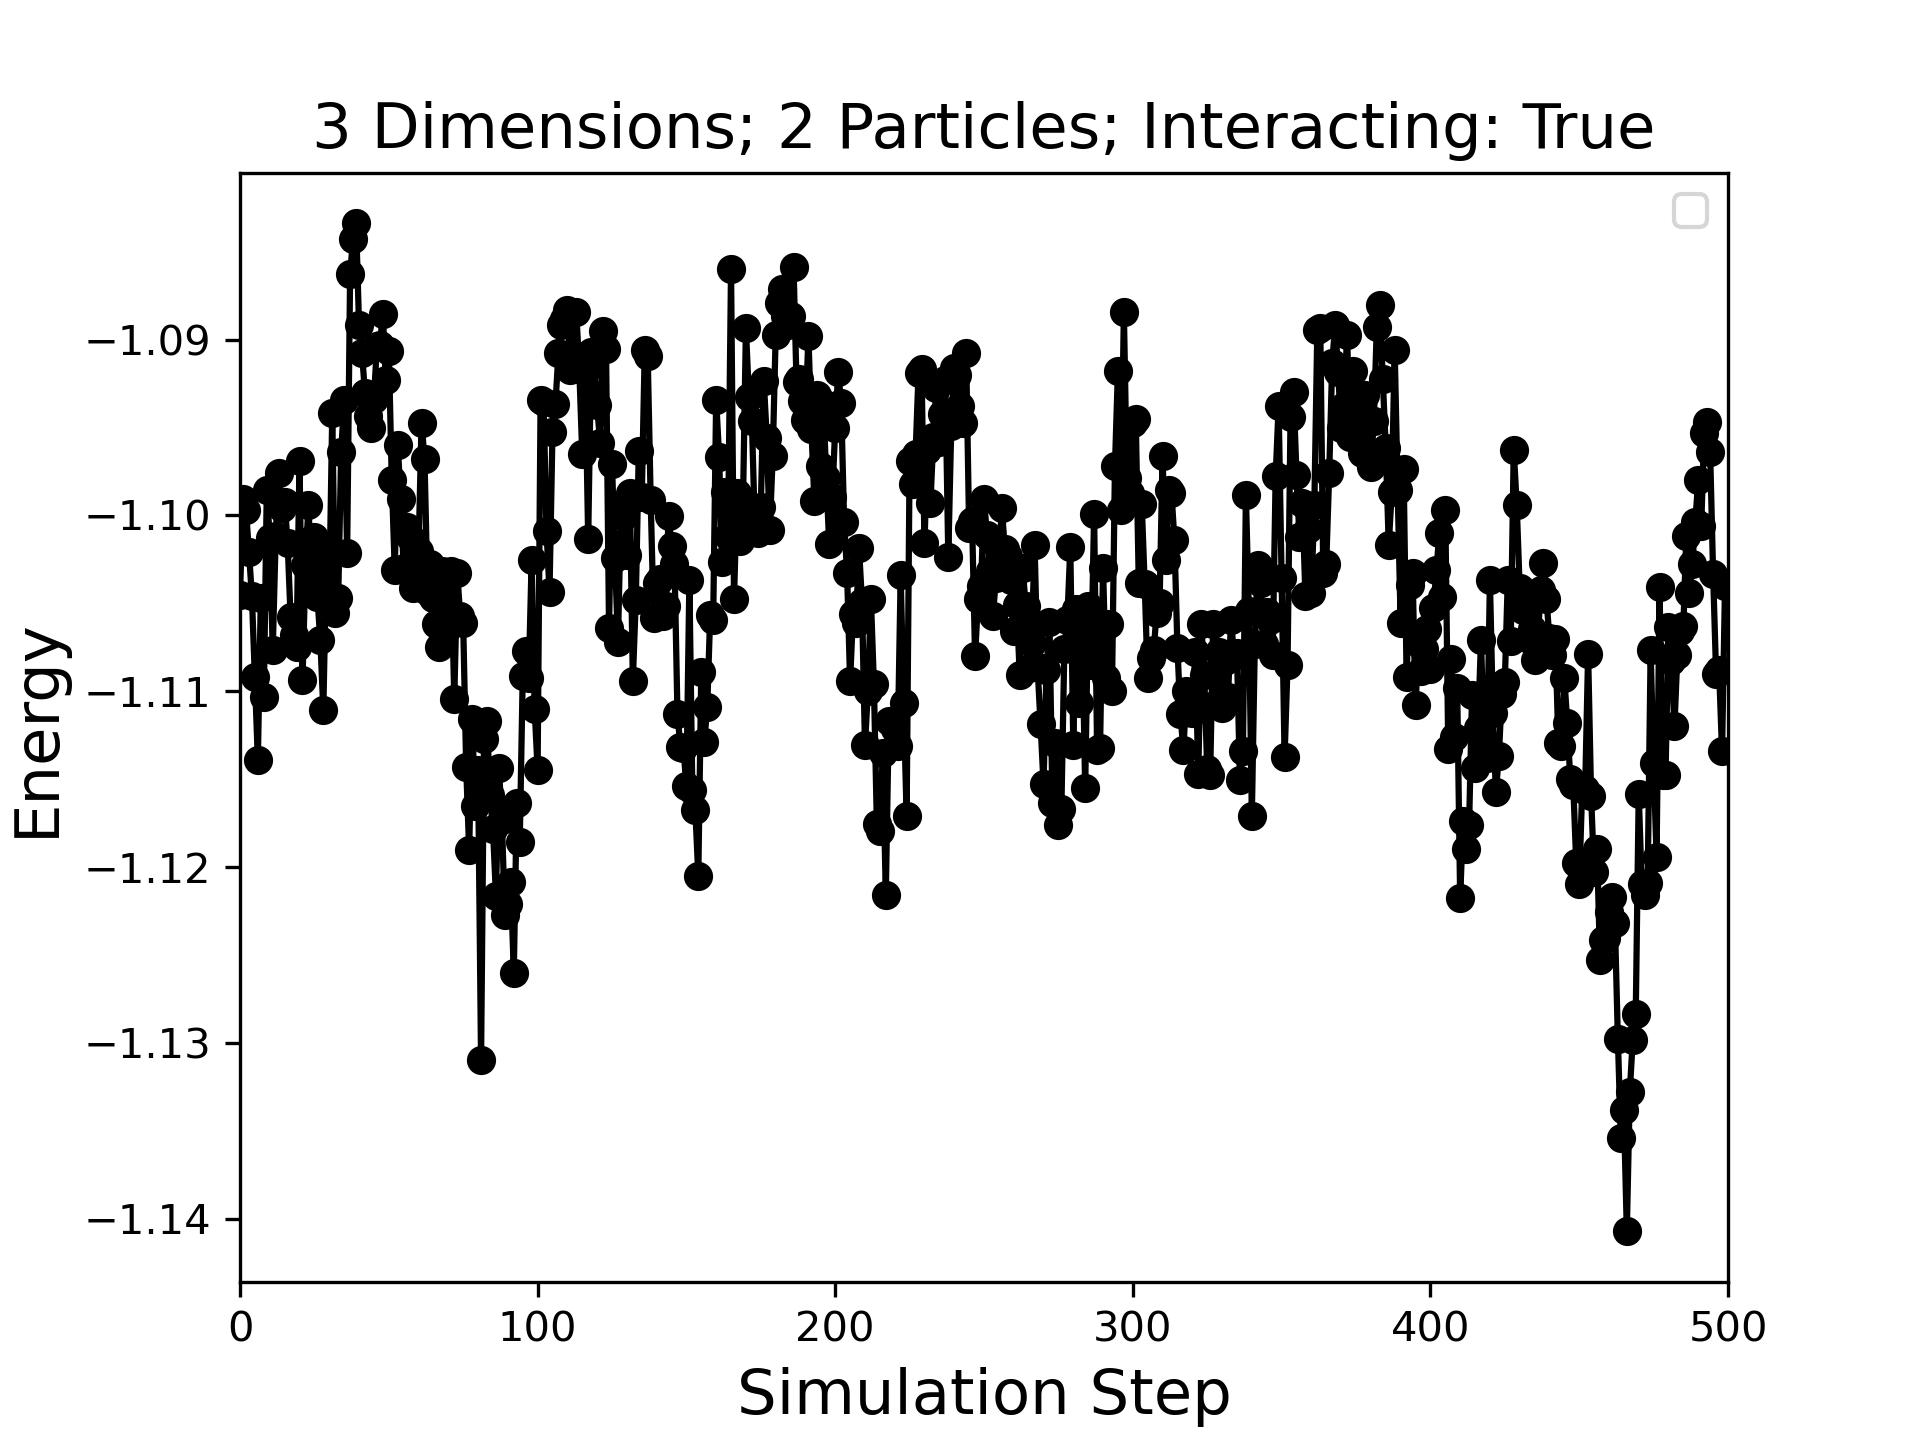 3 Dimensions; 2 Particles; Interacting: True
Energy
−1.09
−1.10
−1.11
−1.12
−1.13
−1.14
0 100 200 300 400 500
Simulation Step